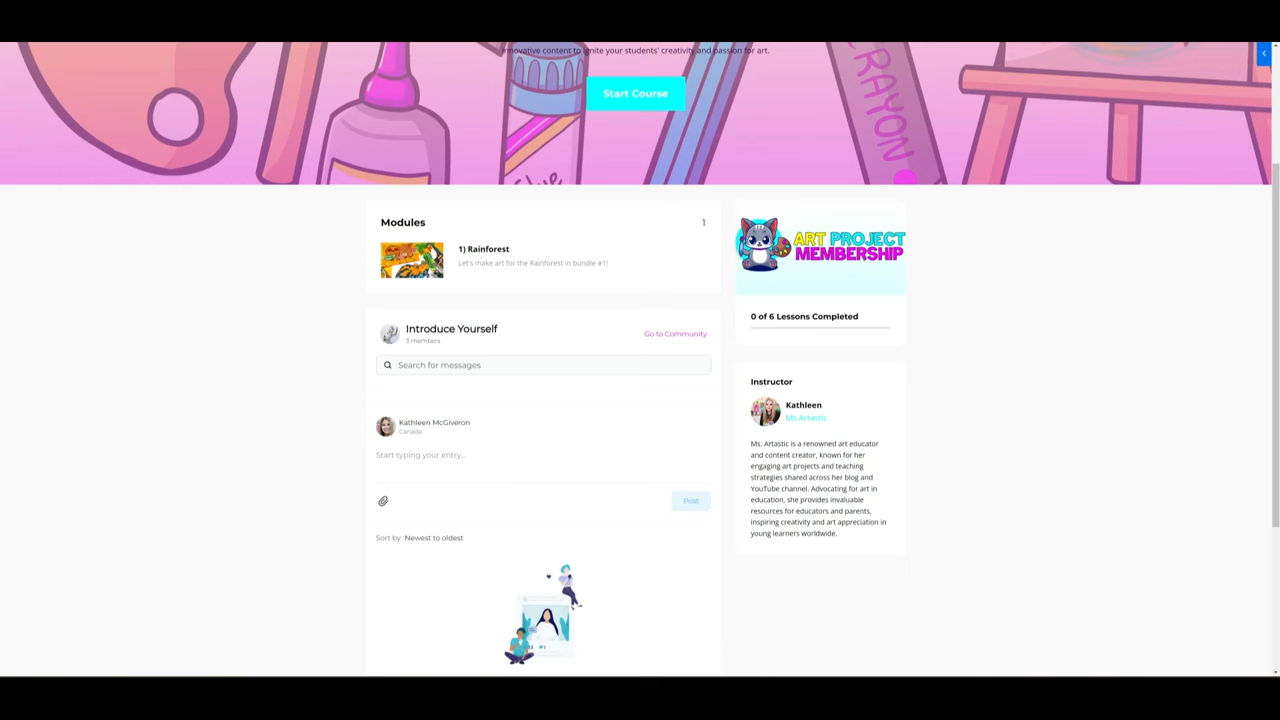 innovative content to ignite your students' creativity and passion for art.
Start Course
CRAYON
Glue
Modules
1
1) Rainforest
Let's make art for the Rainforest in bundle #1!
ART PROJECT
MEMBERSHIP
0 of 6 Lessons Completed
Introduce Yourself
3 members
Go to Community
Search for messages
Kathleen McGiveron
Canada
Start typing your entry...
Post
Sort by Newest to oldest
Instructor
Kathleen
Ms Artastic
Ms. Artastic is a renowned art educator
and content creator, known for her
engaging art projects and teaching
strategies shared across her blog and
YouTube channel. Advocating for art in
education, she provides invaluable
resources for educators and parents,
inspiring creativity and art appreciation in
young learners worldwide.